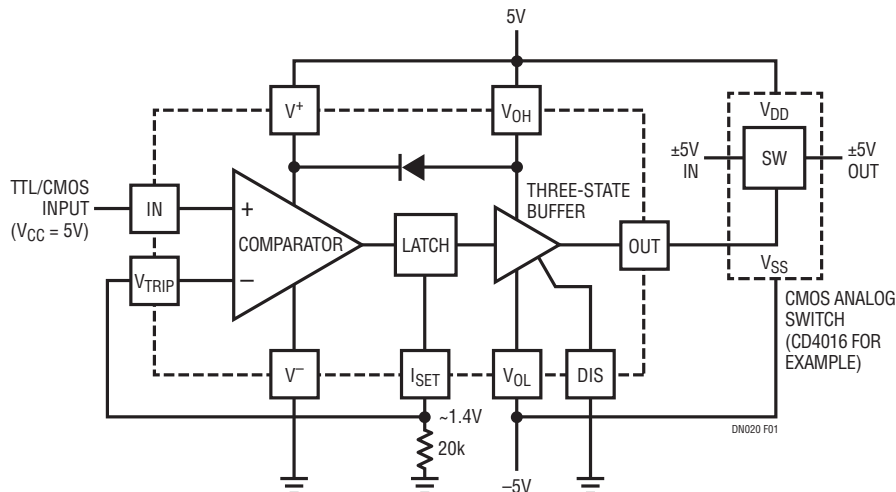 5V
V+
VOH
VDD
±5V
IN
SW
±5V
OUT
TTL/CMOS
INPUT
(VCC = 5V)
IN
+
COMPARATOR
LATCH
THREE-STATE
BUFFER
OUT
VTRIP
–
VSS
CMOS ANALOG
SWITCH
(CD4016 FOR
EXAMPLE)
V–
ISET
VOL
DIS
~1.4V
20k
–5V
DN020 F01